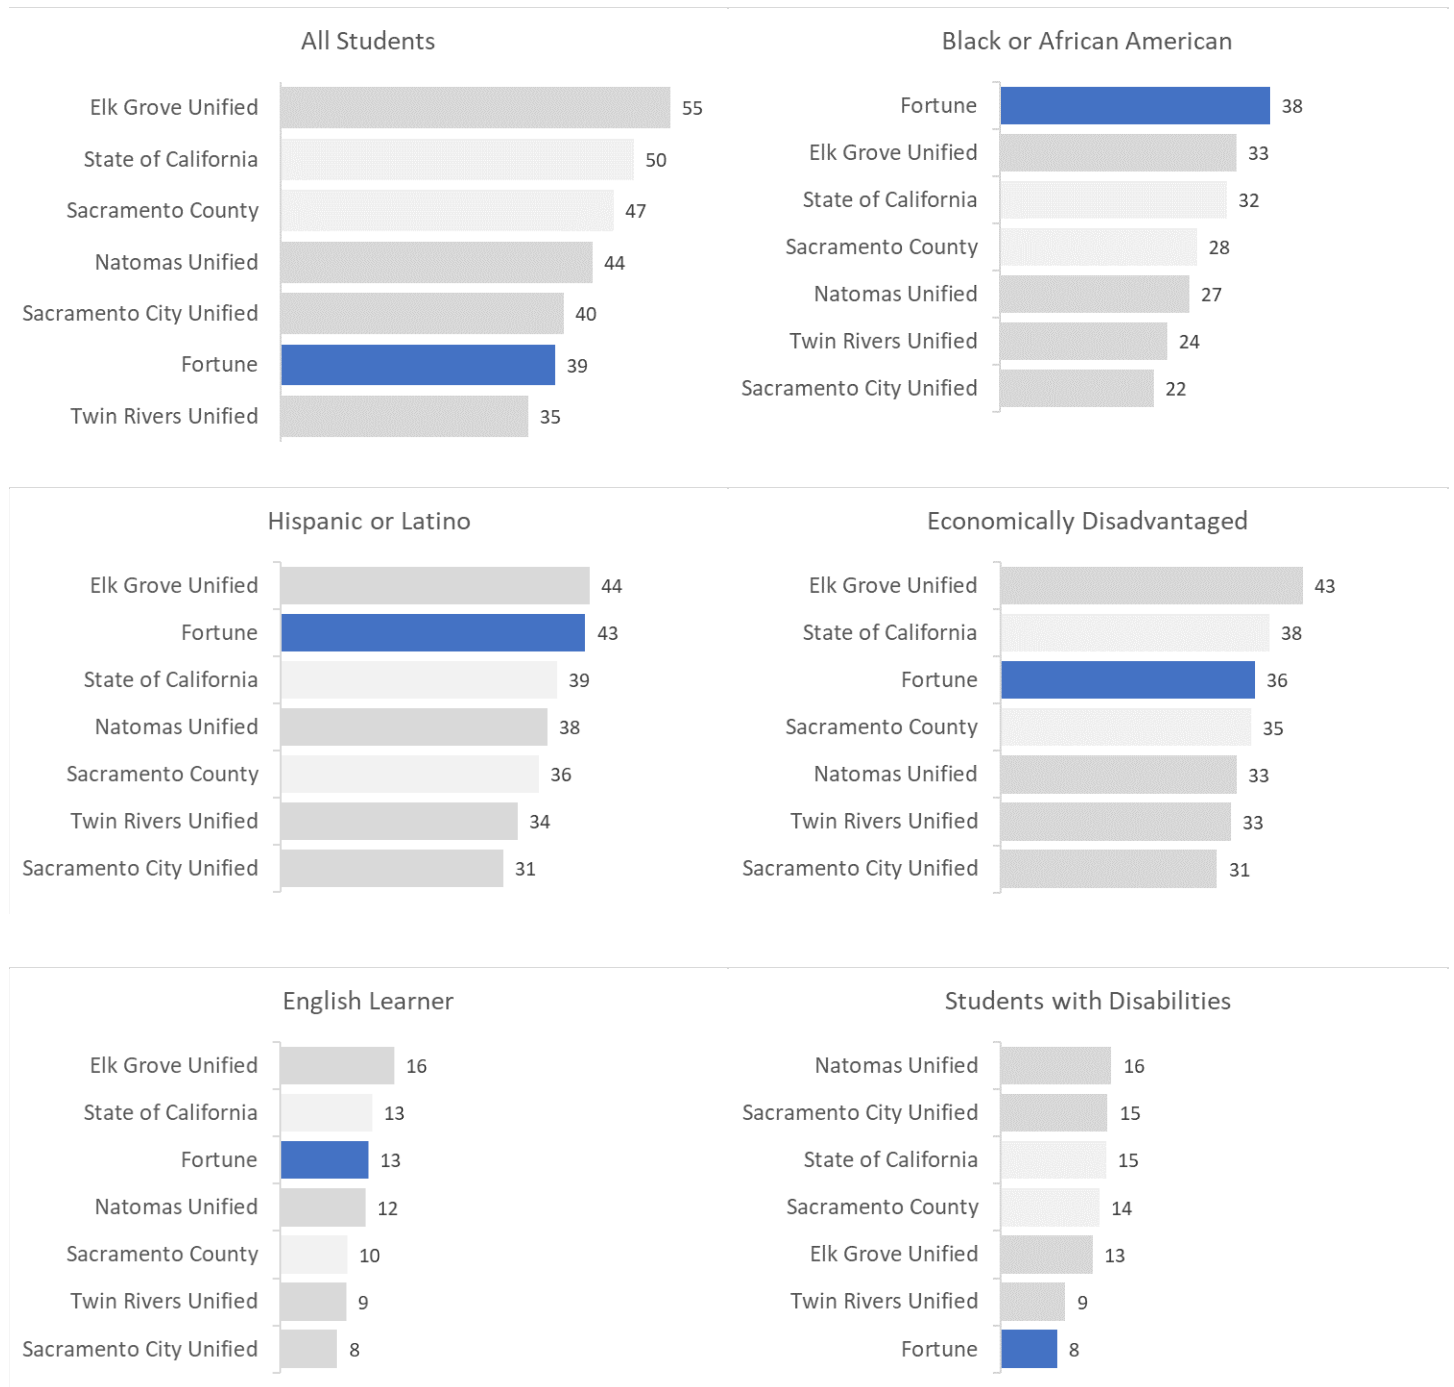 All Students
Elk Grove Unified 55
State of California 50
Sacramento County 47
Natomas Unified 44
Sacramento City Unified 40
Fortune 39
Twin Rivers Unified 35
Black or African American
Fortune 38
Elk Grove Unified 33
State of California 32
Sacramento County 28
Natomas Unified 27
Twin Rivers Unified 24
Sacramento City Unified 22
Hispanic or Latino
Elk Grove Unified 44
Fortune 43
State of California 39
Natomas Unified 38
Sacramento County 36
Twin Rivers Unified 34
Sacramento City Unified 31
Economically Disadvantaged
Elk Grove Unified 43
State of California 38
Fortune 36
Sacramento County 35
Natomas Unified 33
Twin Rivers Unified 33
Sacramento City Unified 31
English Learner
Elk Grove Unified 16
State of California 13
Fortune 13
Natomas Unified 12
Sacramento County 10
Twin Rivers Unified 9
Sacramento City Unified 8
Students with Disabilities
Natomas Unified 16
Sacramento City Unified 15
State of California 15
Sacramento County 14
Elk Grove Unified 13
Twin Rivers Unified 9
Fortune 8